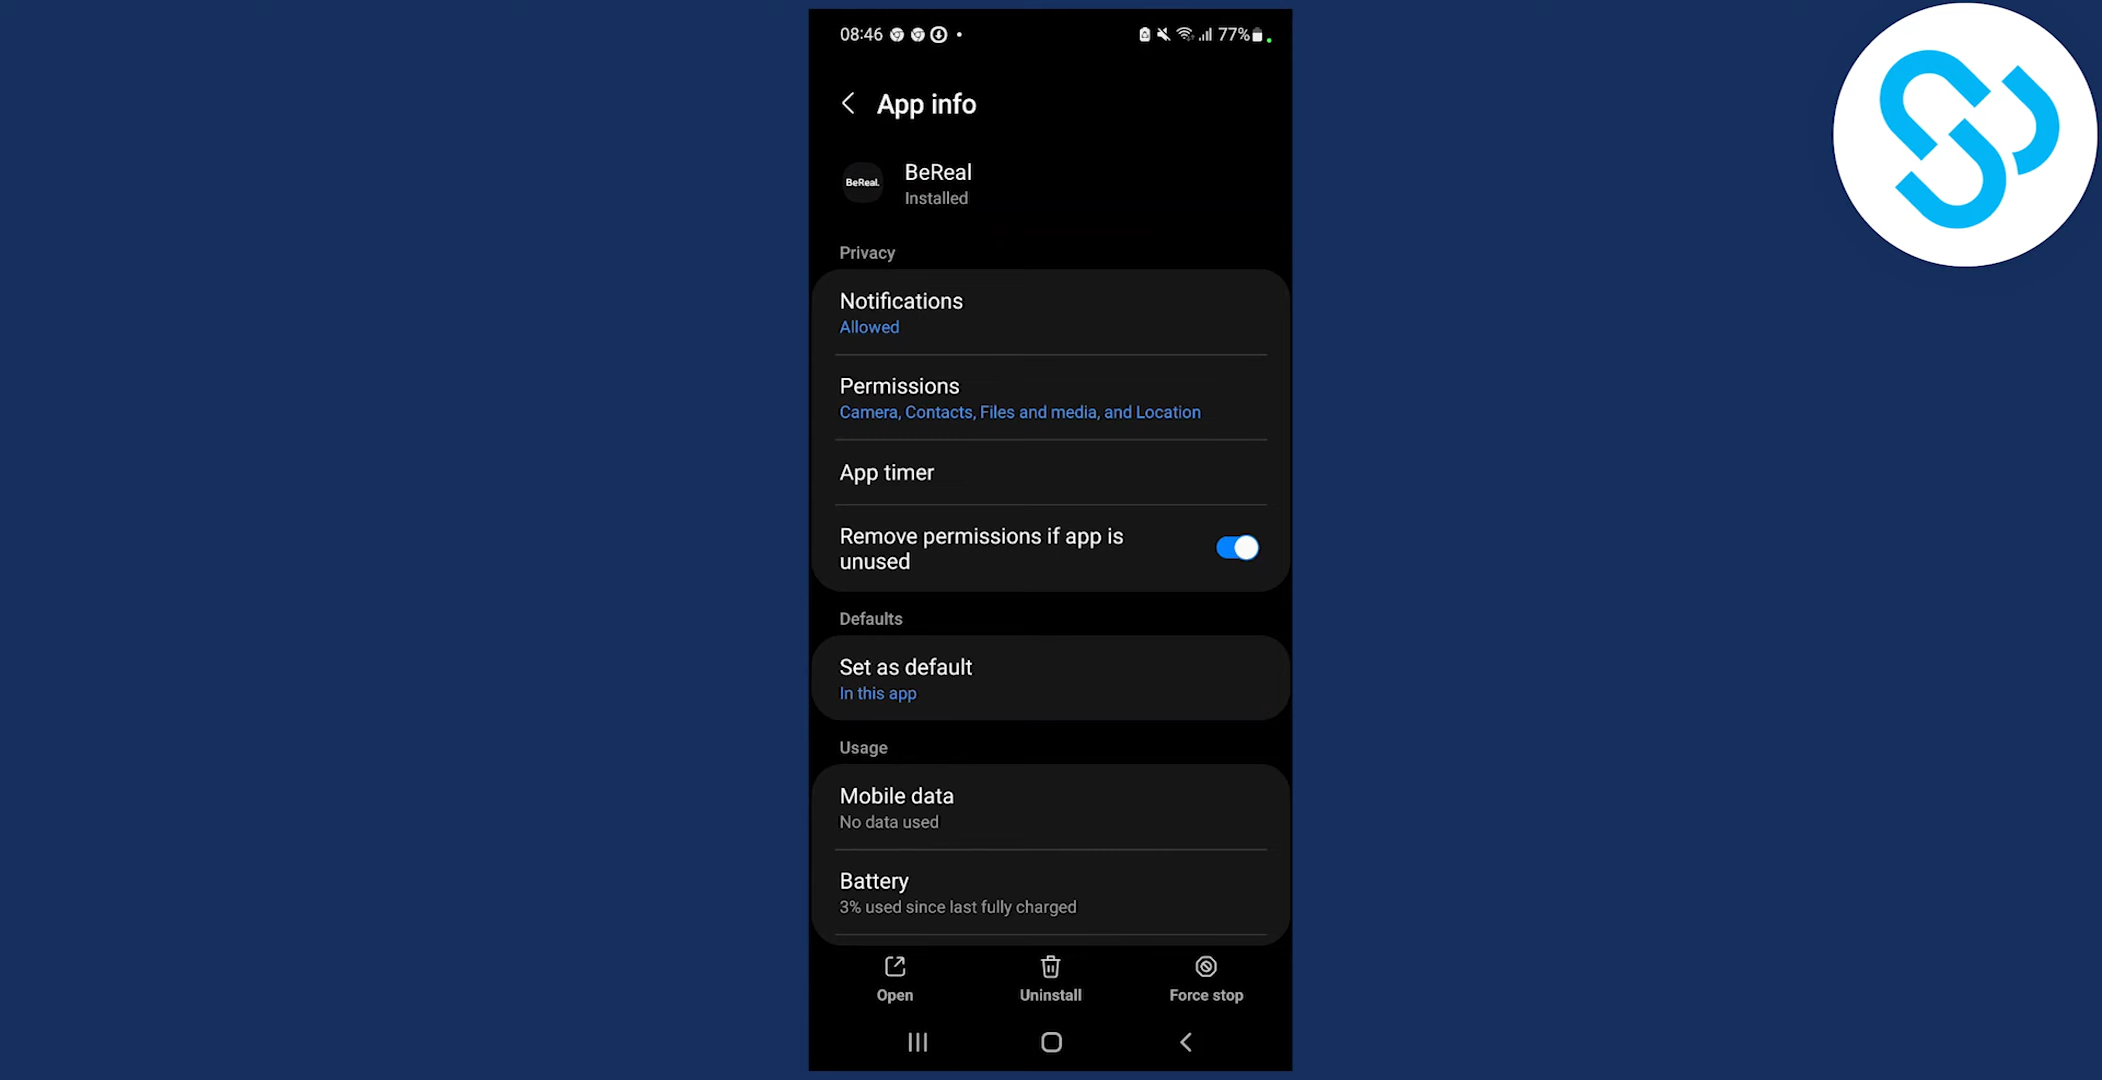 08:46
77%
App info
BeReal.
BeReal
Installed
Privacy
Notifications
Allowed
Permissions
Camera, Contacts, Files and media, and Location
App timer
Remove permissions if app is
unused
Defaults
Set as default
In this app
Usage
Mobile data
No data used
Battery
3% used since last fully charged
Open
Uninstall
Force stop